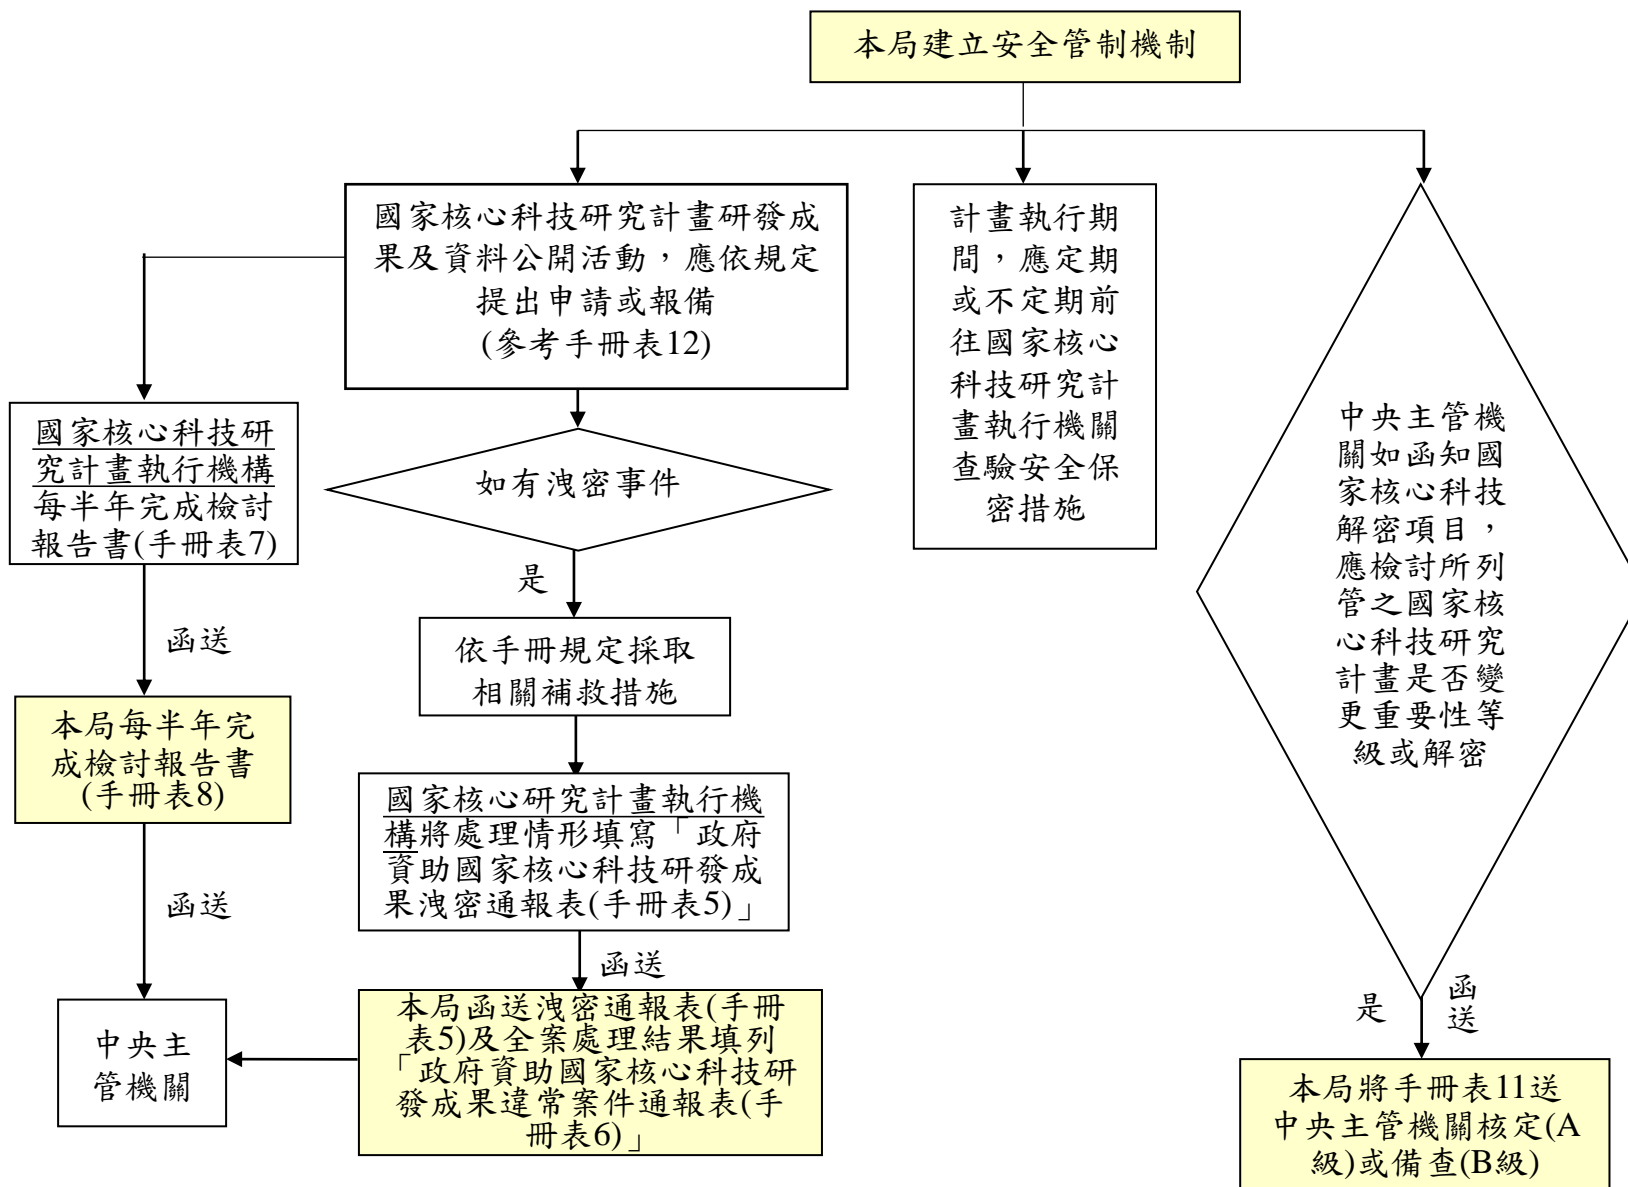 本局建立安全管制機制
國家核心科技研究計畫研發成
果及資料公開活動，應依規定
提出申請或報備
(參考手冊表12)
計畫執行期
間，應定期
或不定期前
往國家核心
科技研究計
畫執行機關
查驗安全保
密措施
中央主管機
關如函知國
家核心科技
解密項目，
應檢討所列
管之國家核
心科技研究
計畫是否變
更重要性等
級或解密
國家核心科技研
究計畫執行機構
每半年完成檢討
報告書(手冊表7)
如有洩密事件
是
函送
依手冊規定採取
相關補救措施
本局每半年完
成檢討報告書
(手冊表8)
國家核心研究計畫執行機
構將處理情形填寫「政府
資助國家核心科技研發成
果洩密通報表(手冊表5)」
函送
函送
中央主
管機關
本局函送洩密通報表(手冊
表5)及全案處理結果填列
「政府資助國家核心科技研
發成果違常案件通報表(手
冊表6)」
是
函送
本局將手冊表11送
中央主管機關核定(A
級)或備查(B級)